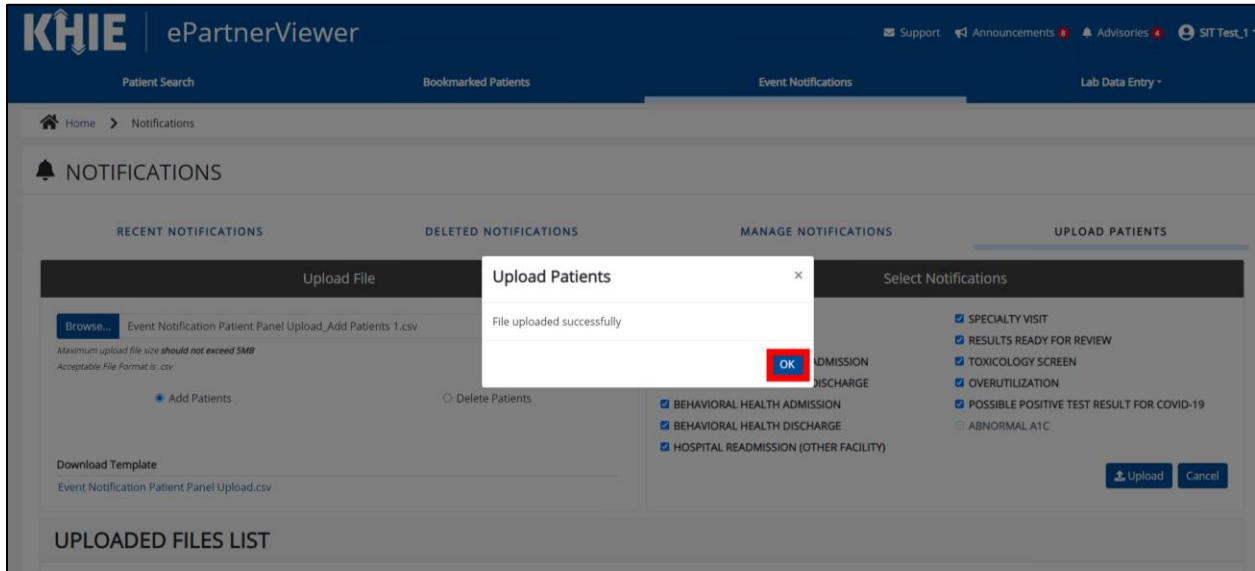 KHIE ePartnerViewer
Support Announcements 8 Advisories 4 SIT Test_1
Patient Search Bookmarked Patients Event Notifications Lab Data Entry
Home > Notifications
NOTIFICATIONS
RECENT NOTIFICATIONS DELETED NOTIFICATIONS MANAGE NOTIFICATIONS UPLOAD PATIENTS
Upload File
Browse... Event Notification Patient Panel Upload_Add Patients 1.csv
Maximum upload file size should not exceed 5MB
Acceptable File Format is .csv
Add Patients Delete Patients
Download Template
Event Notification Patient Panel Upload.csv
Upload Patients ×
File uploaded successfully
OK
Select Notifications
ADMISSION
DISCHARGE
BEHAVIORAL HEALTH ADMISSION
BEHAVIORAL HEALTH DISCHARGE
HOSPITAL READMISSION (OTHER FACILITY)
SPECIALTY VISIT
RESULTS READY FOR REVIEW
TOXICOLOGY SCREEN
OVERUTILIZATION
POSSIBLE POSITIVE TEST RESULT FOR COVID-19
ABNORMAL A1C
Upload Cancel
UPLOADED FILES LIST